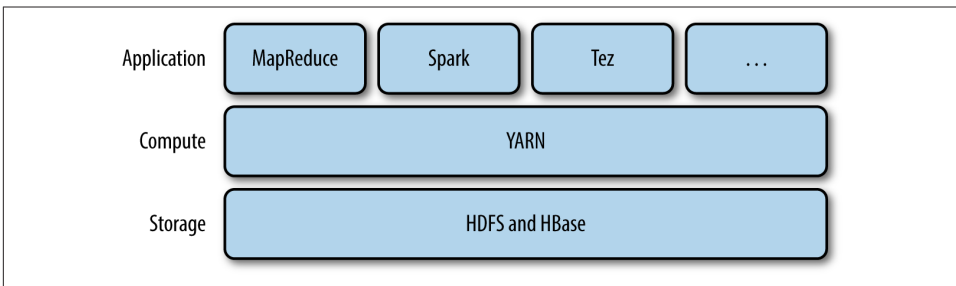 Application MapReduce Spark Tez ...
Compute YARN
Storage HDFS and HBase